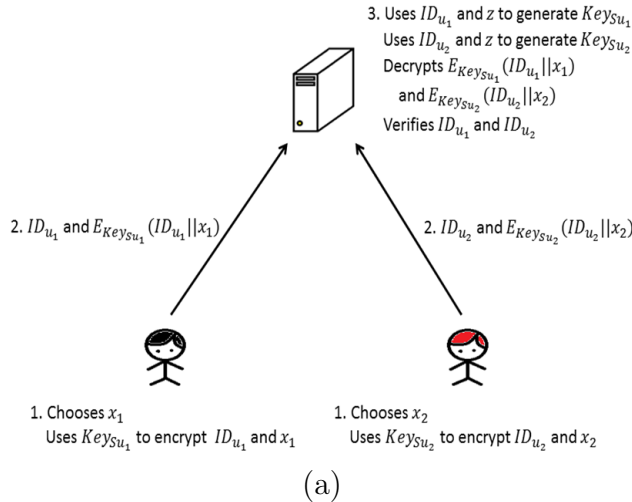 3. Uses $ID_{u_1}$ and $z$ to generate $Key_{Su_1}$
Uses $ID_{u_2}$ and $z$ to generate $Key_{Su_2}$
Decrypts $E_{Key_{Su_1}}(ID_{u_1}||x_1)$
and $E_{Key_{Su_2}}(ID_{u_2}||x_2)$
Verifies $ID_{u_1}$ and $ID_{u_2}$
2. $ID_{u_1}$ and $E_{Key_{Su_1}}(ID_{u_1}||x_1)$
2. $ID_{u_2}$ and $E_{Key_{Su_2}}(ID_{u_2}||x_2)$
1. Chooses $x_1$
Uses $Key_{Su_1}$ to encrypt $ID_{u_1}$ and $x_1$
1. Chooses $x_2$
Uses $Key_{Su_2}$ to encrypt $ID_{u_2}$ and $x_2$
(a)